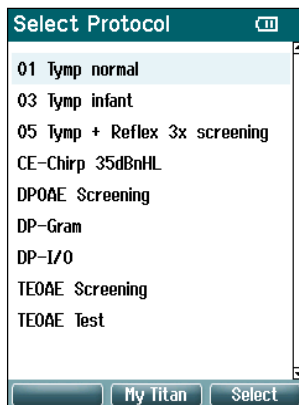 Select Protocol
01 Tymp normal
03 Tymp infant
05 Tymp + Reflex 3x screening
CE-Chirp 35dBnHL
DPOAE Screening
DP-Gram
DP-I/O
TEOAE Screening
TEOAE Test
My Titan Select